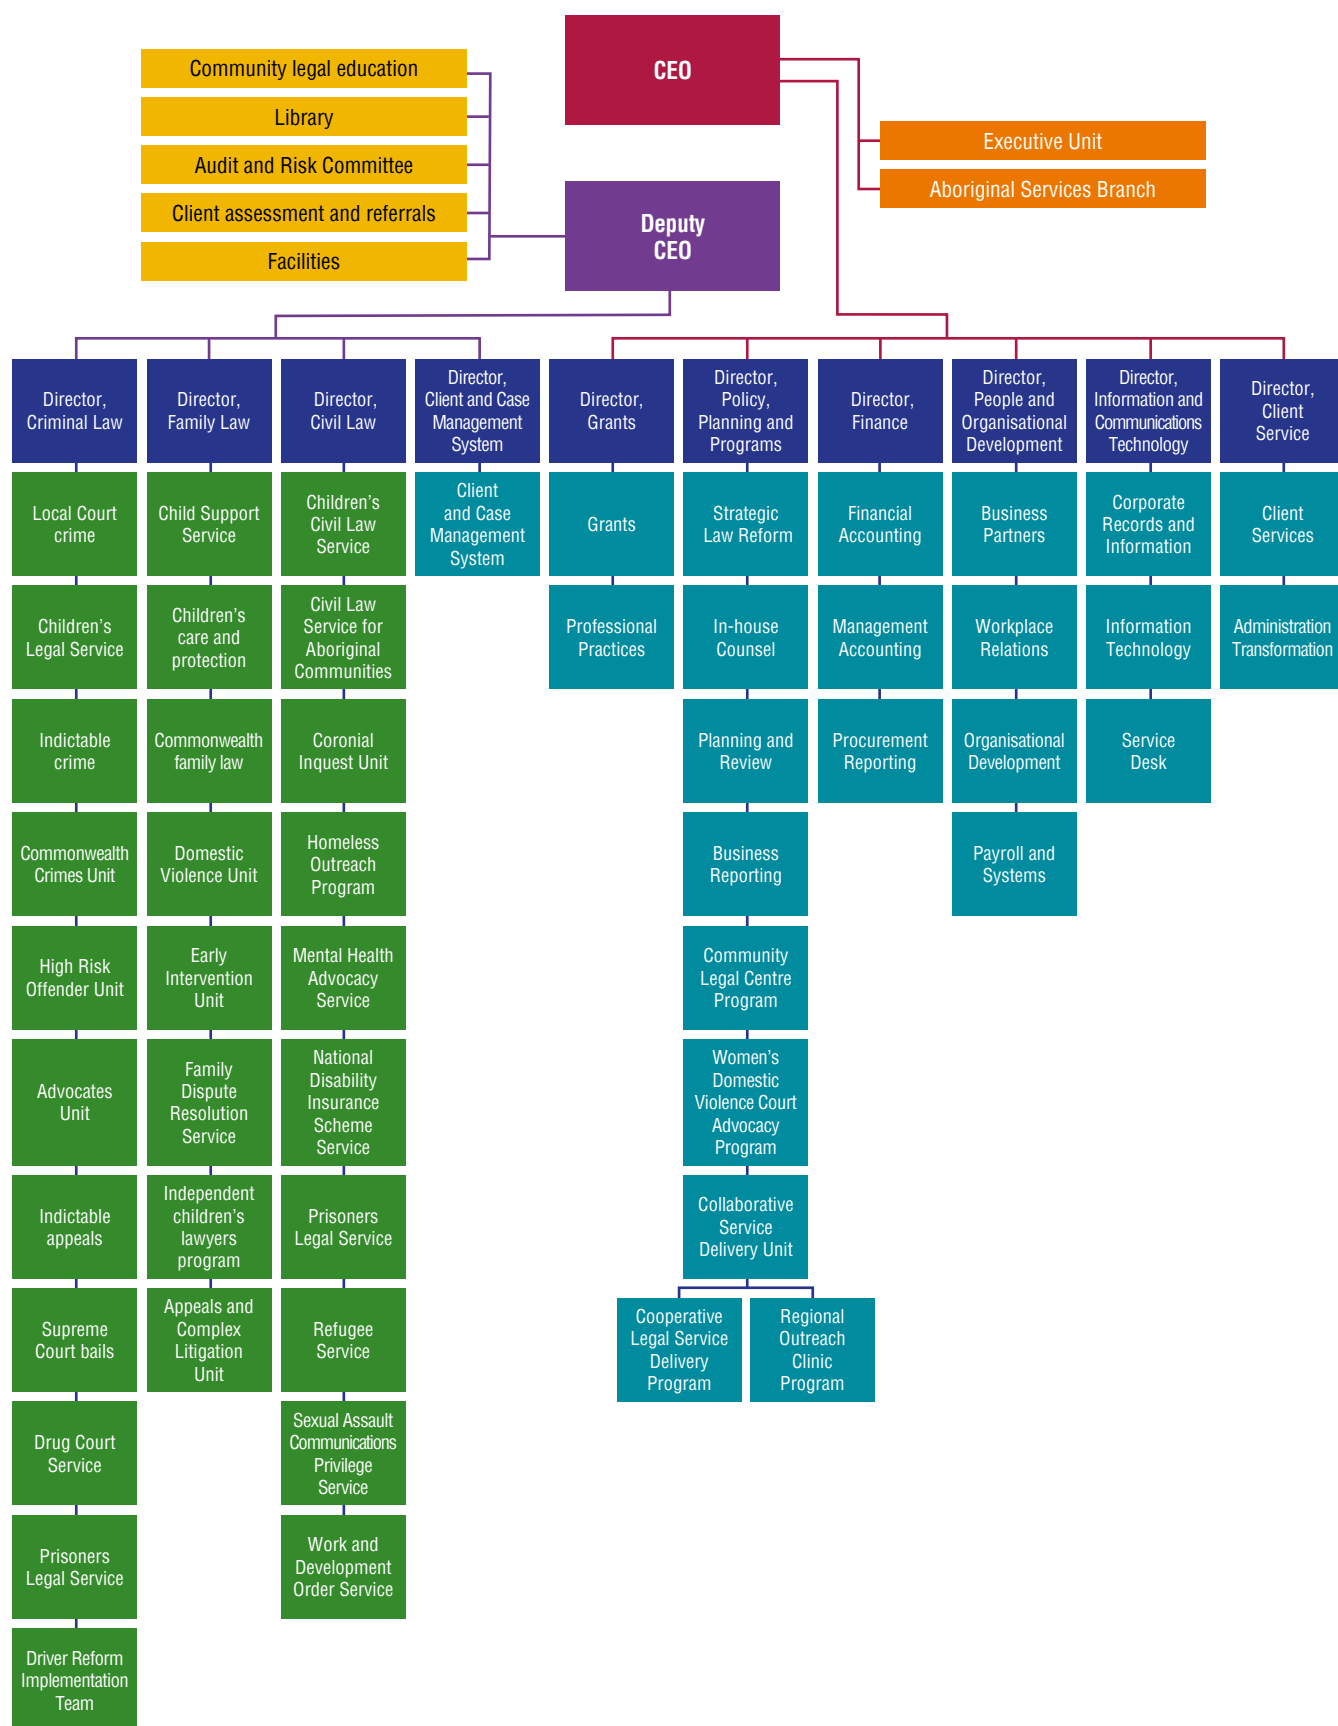 CEO
Community legal education
Library
Audit and Risk Committee
Client assessment and referrals
Facilities
Executive Unit
Aboriginal Services Branch
Deputy
CEO
Director,
Criminal Law
Local Court
crime
Children’s
Legal Service
Indictable
crime
Commonwealth
Crimes Unit
High Risk
Offender Unit
Advocates
Unit
Indictable
appeals
Supreme
Court bails
Drug Court
Service
Prisoners
Legal Service
Driver Reform
Implementation
Team
Director,
Family Law
Child Support
Service
Children’s
care and
protection
Commonwealth
family law
Domestic
Violence Unit
Early
Intervention
Unit
Family
Dispute
Resolution
Service
Independent
children’s
lawyers
program
Appeals and
Complex
Litigation
Unit
Director,
Civil Law
Children’s
Civil Law
Service
Civil Law
Service for
Aboriginal
Communities
Coronial
Inquest Unit
Homeless
Outreach
Program
Mental Health
Advocacy
Service
National
Disability
Insurance
Scheme
Service
Prisoners
Legal Service
Refugee
Service
Sexual Assault
Communications
Privilege
Service
Work and
Development
Order Service
Director,
Client and Case
Management
System
Client
and Case
Management
System
Director,
Grants
Grants
Professional
Practices
Director,
Policy,
Planning and
Programs
Strategic
Law Reform
In-house
Counsel
Planning and
Review
Business
Reporting
Community
Legal Centre
Program
Women’s
Domestic
Violence Court
Advocacy
Program
Collaborative
Service
Delivery Unit
Cooperative
Legal Service
Delivery
Program
Regional
Outreach
Clinic
Program
Director,
Finance
Financial
Accounting
Management
Accounting
Procurement
Reporting
Director,
People and
Organisational
Development
Business
Partners
Workplace
Relations
Organisational
Development
Payroll and
Systems
Director,
Information and
Communications
Technology
Corporate
Records and
Information
Information
Technology
Service
Desk
Director,
Client
Service
Client
Services
Administration
Transformation